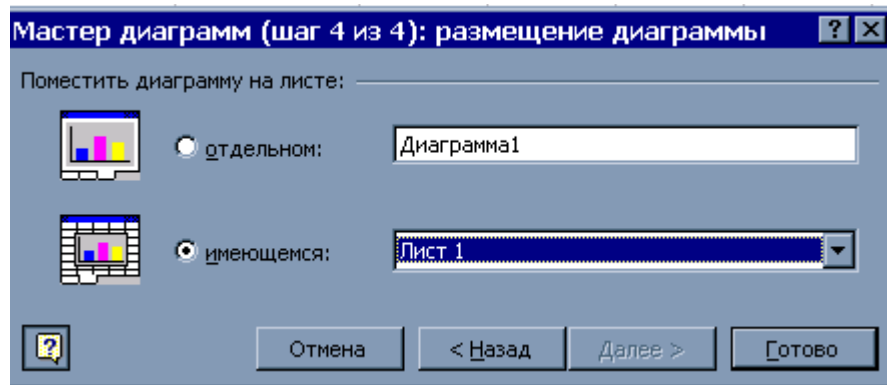 Мастер диаграмм (шаг 4 из 4): размещение диаграммы
Поместить диаграмму на листе:
отдельном: Диаграмма1
имеющемся: Лист 1
Отмена < Назад Далее > Готово